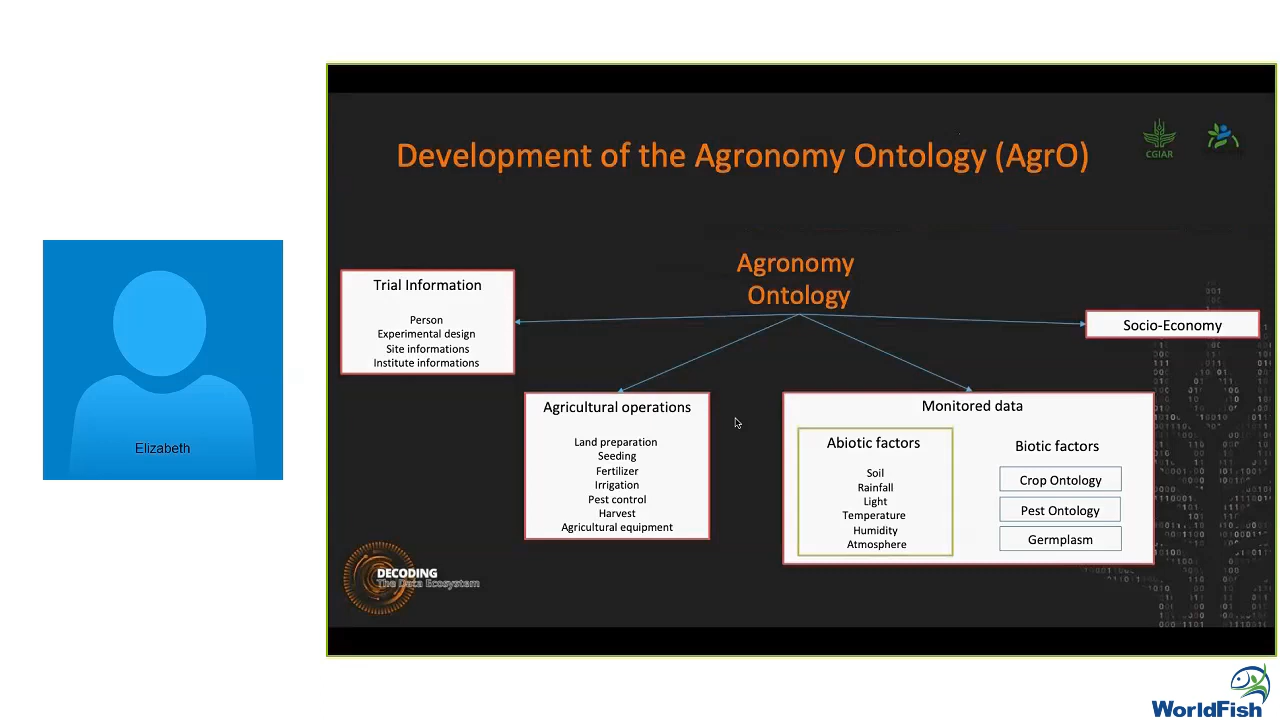 Development of the Agronomy Ontology (AgrO)
CGIAR
Agronomy
Ontology
Trial Information
Person
Experimental design
Site informations
Institute informations
Socio-Economy
Agricultural operations
Land preparation
Seeding
Fertilizer
Irrigation
Pest control
Harvest
Agricultural equipment
Monitored data
Abiotic factors
Soil
Rainfall
Light
Temperature
Humidity
Atmosphere
Biotic factors
Crop Ontology
Pest Ontology
Germplasm
Elizabeth
DECODING
The Data Ecosystem
WorldFish